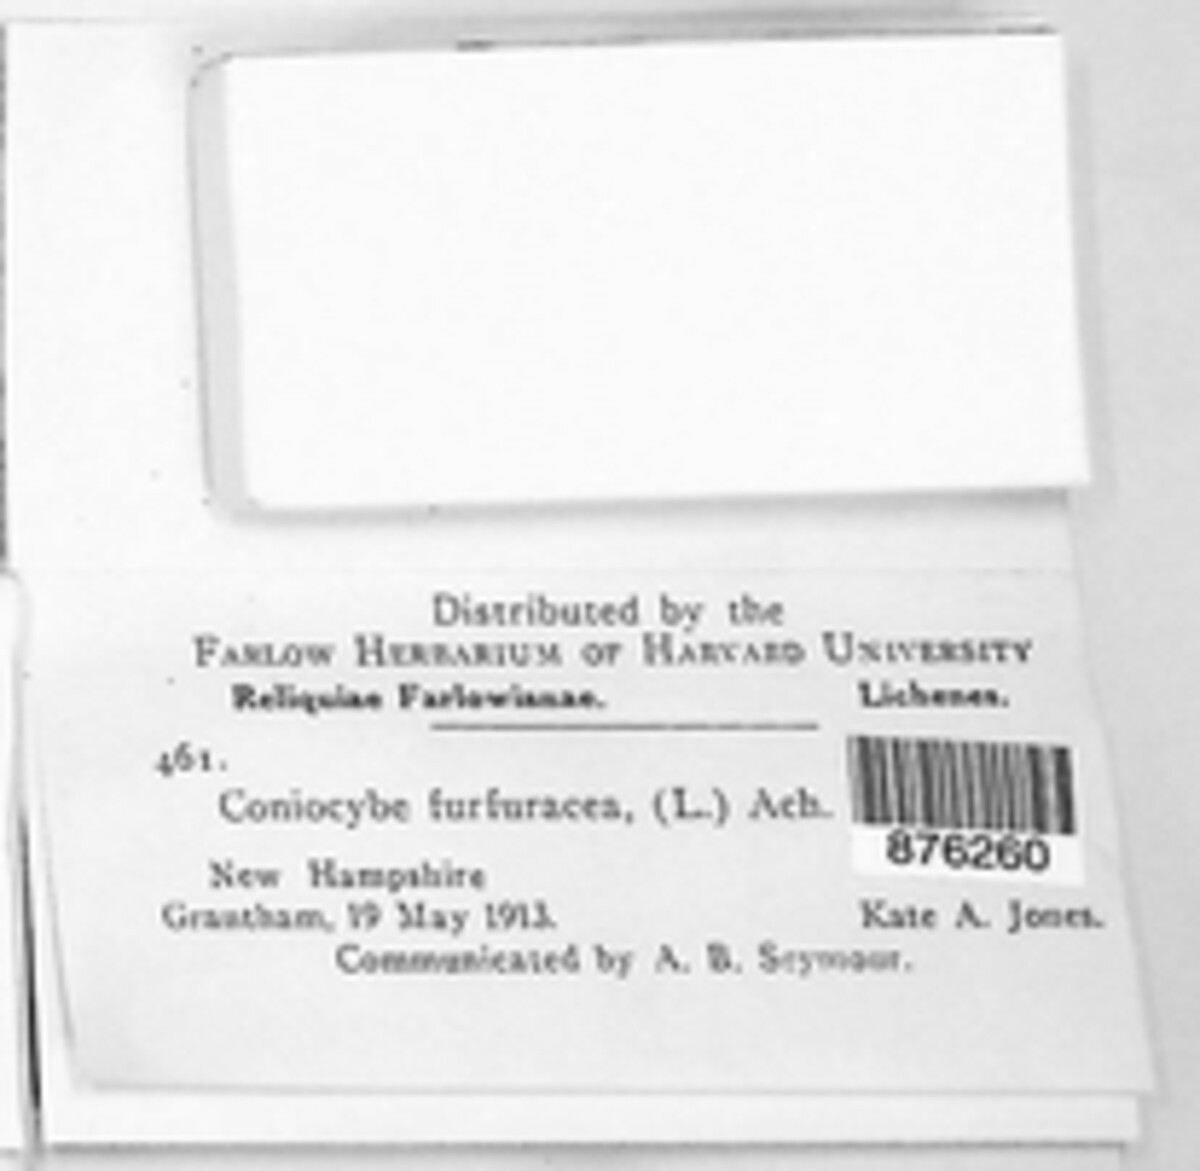 Distributed by the
FARLOW HERBARIUM OF HARVARD UNIVERSITY
Reliquiae Farlowianae. Lichenes.
461.
Coniocybe furfuracea, (L.) Ach.
876260
New Hampshire
Grantham, 19 May 1913. Kate A. Jones.
Communicated by A. B. Seymour.